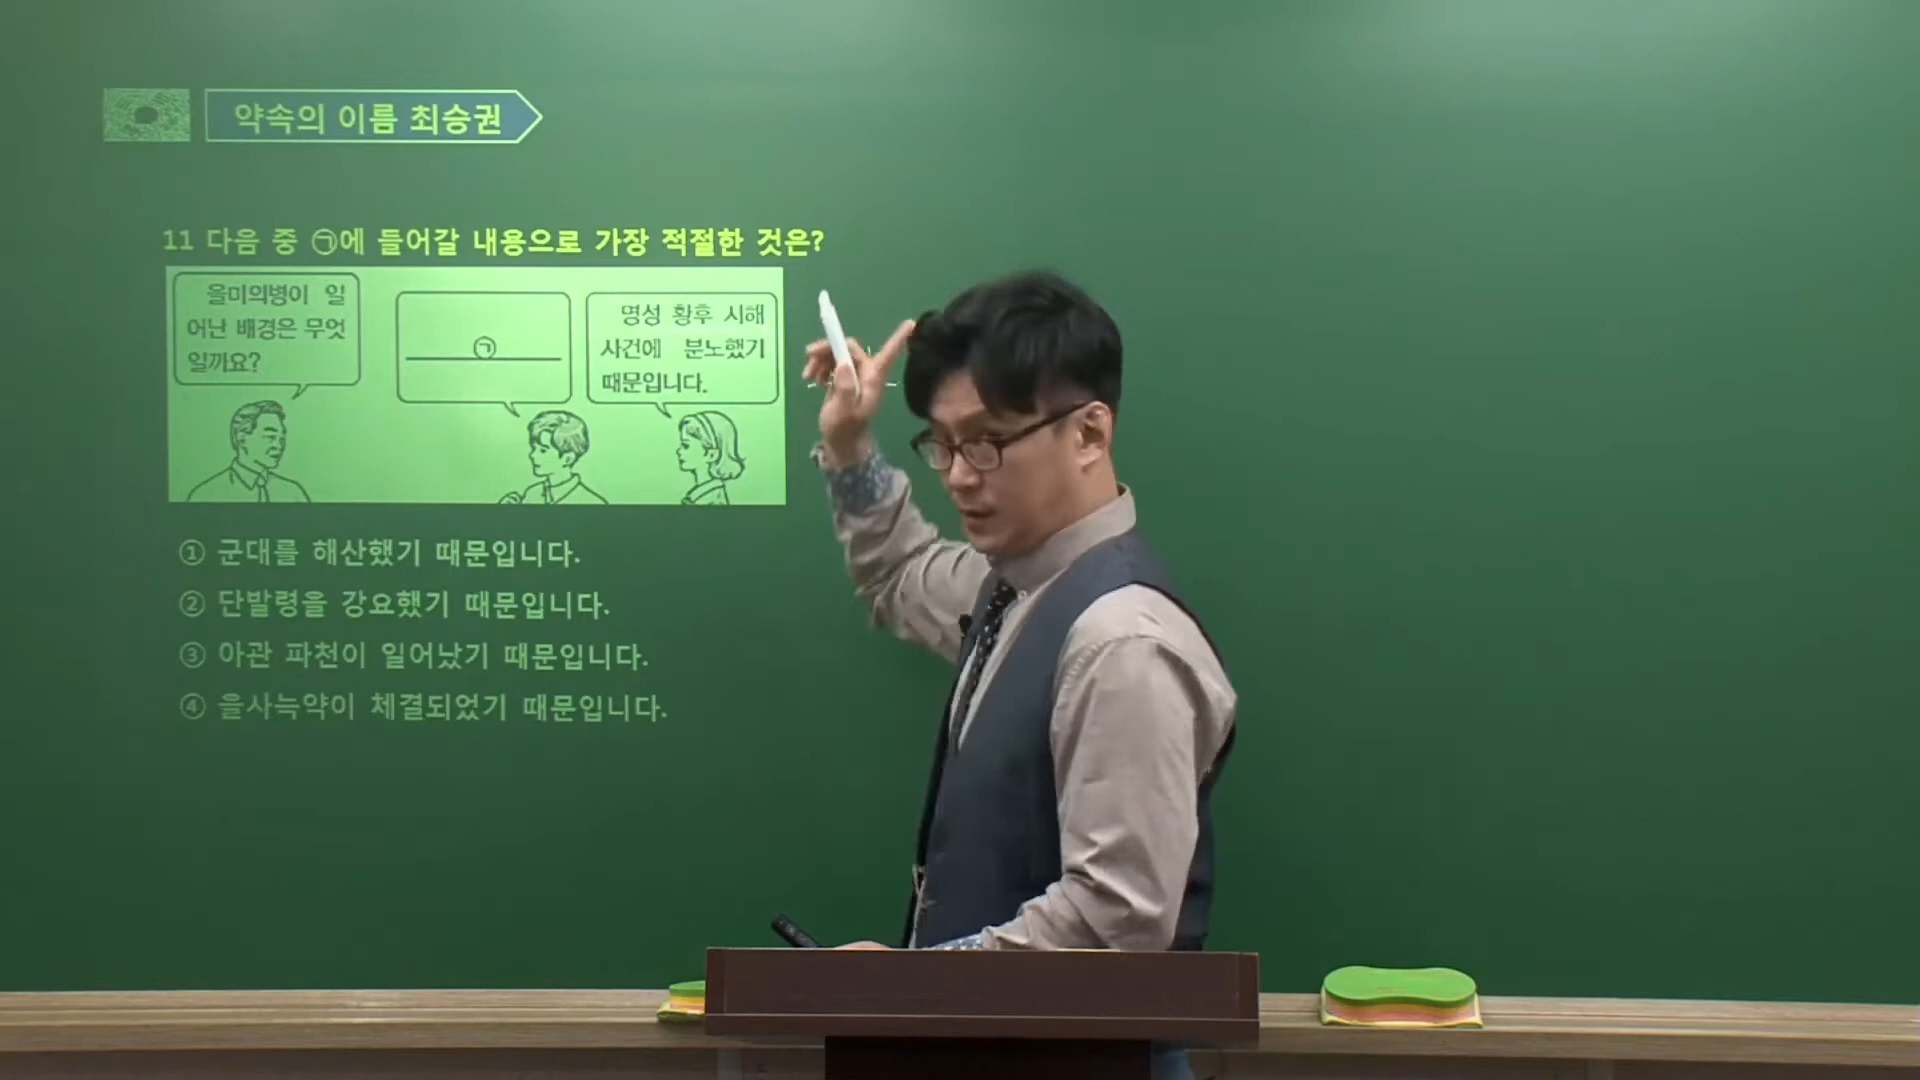 약속의 이름 최승권
11 다음 중 ㉠에 들어갈 내용으로 가장 적절한 것은?
을미의병이 일
어난 배경은 무엇
일까요?
㉠
명성 황후 시해
사건에 분노했기
때문입니다.
① 군대를 해산했기 때문입니다.
② 단발령을 강요했기 때문입니다.
③ 아관 파천이 일어났기 때문입니다.
④ 을사늑약이 체결되었기 때문입니다.